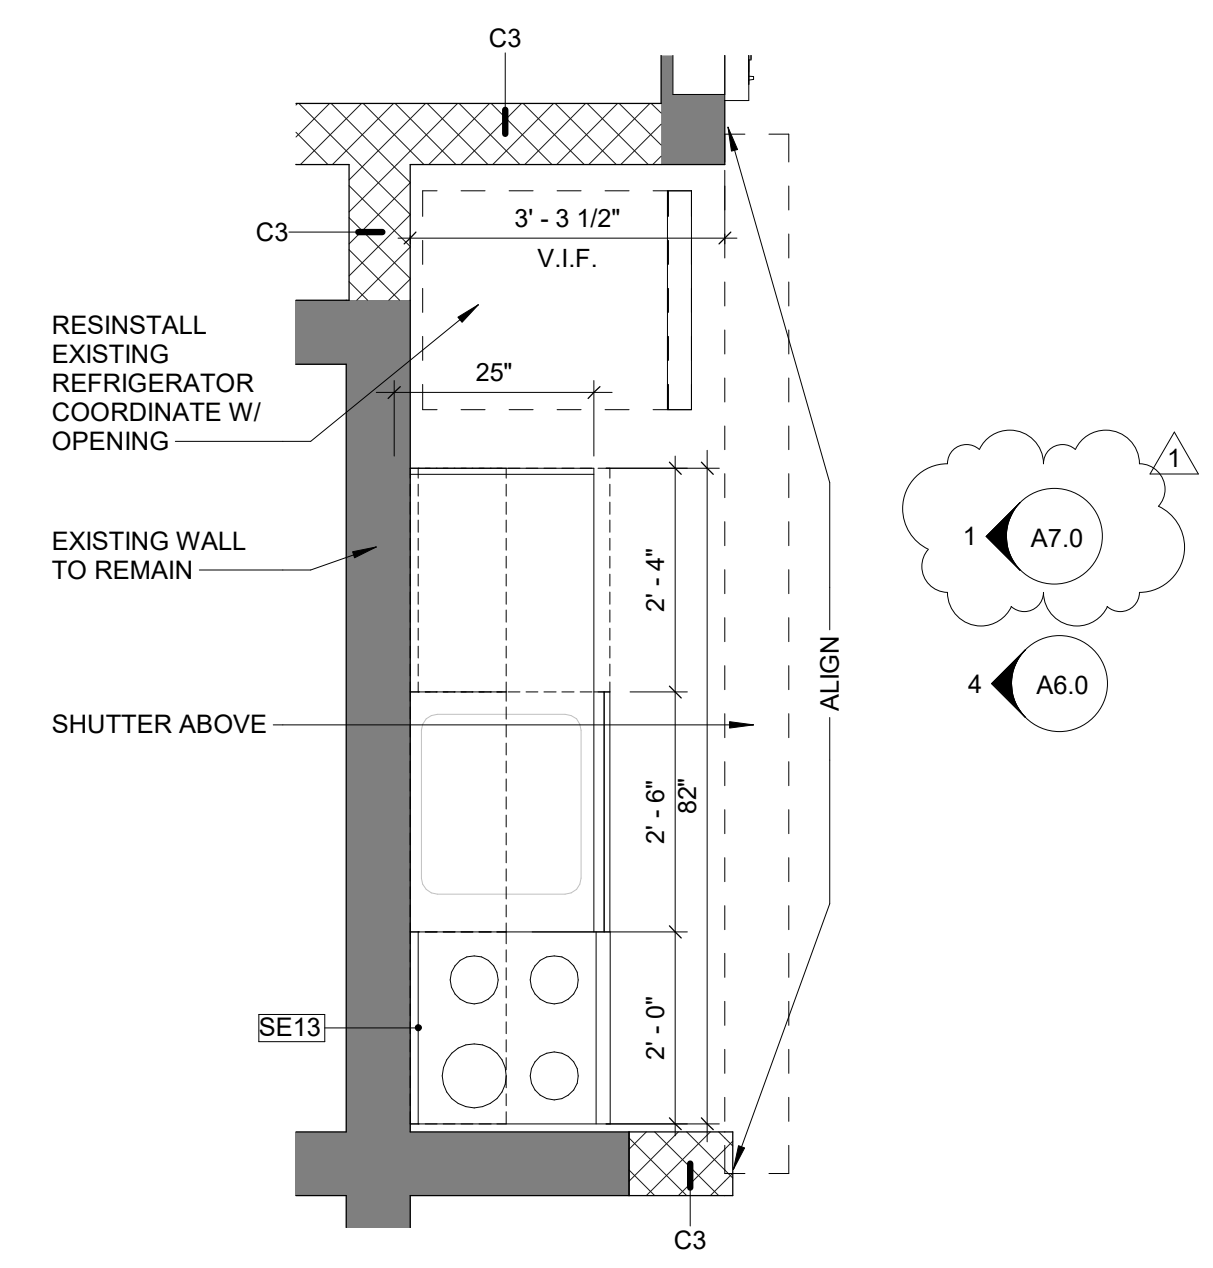 C3
3' - 3 1/2"
V.I.F.
C3
RESINSTALL
EXISTING
REFRIGERATOR
COORDINATE W/
OPENING
25"
1
1
A7.0
EXISTING WALL
TO REMAIN
2' - 4"
ALIGN
4
A6.0
SHUTTER ABOVE
2' - 6"
82"
SE13
2' - 0"
C3